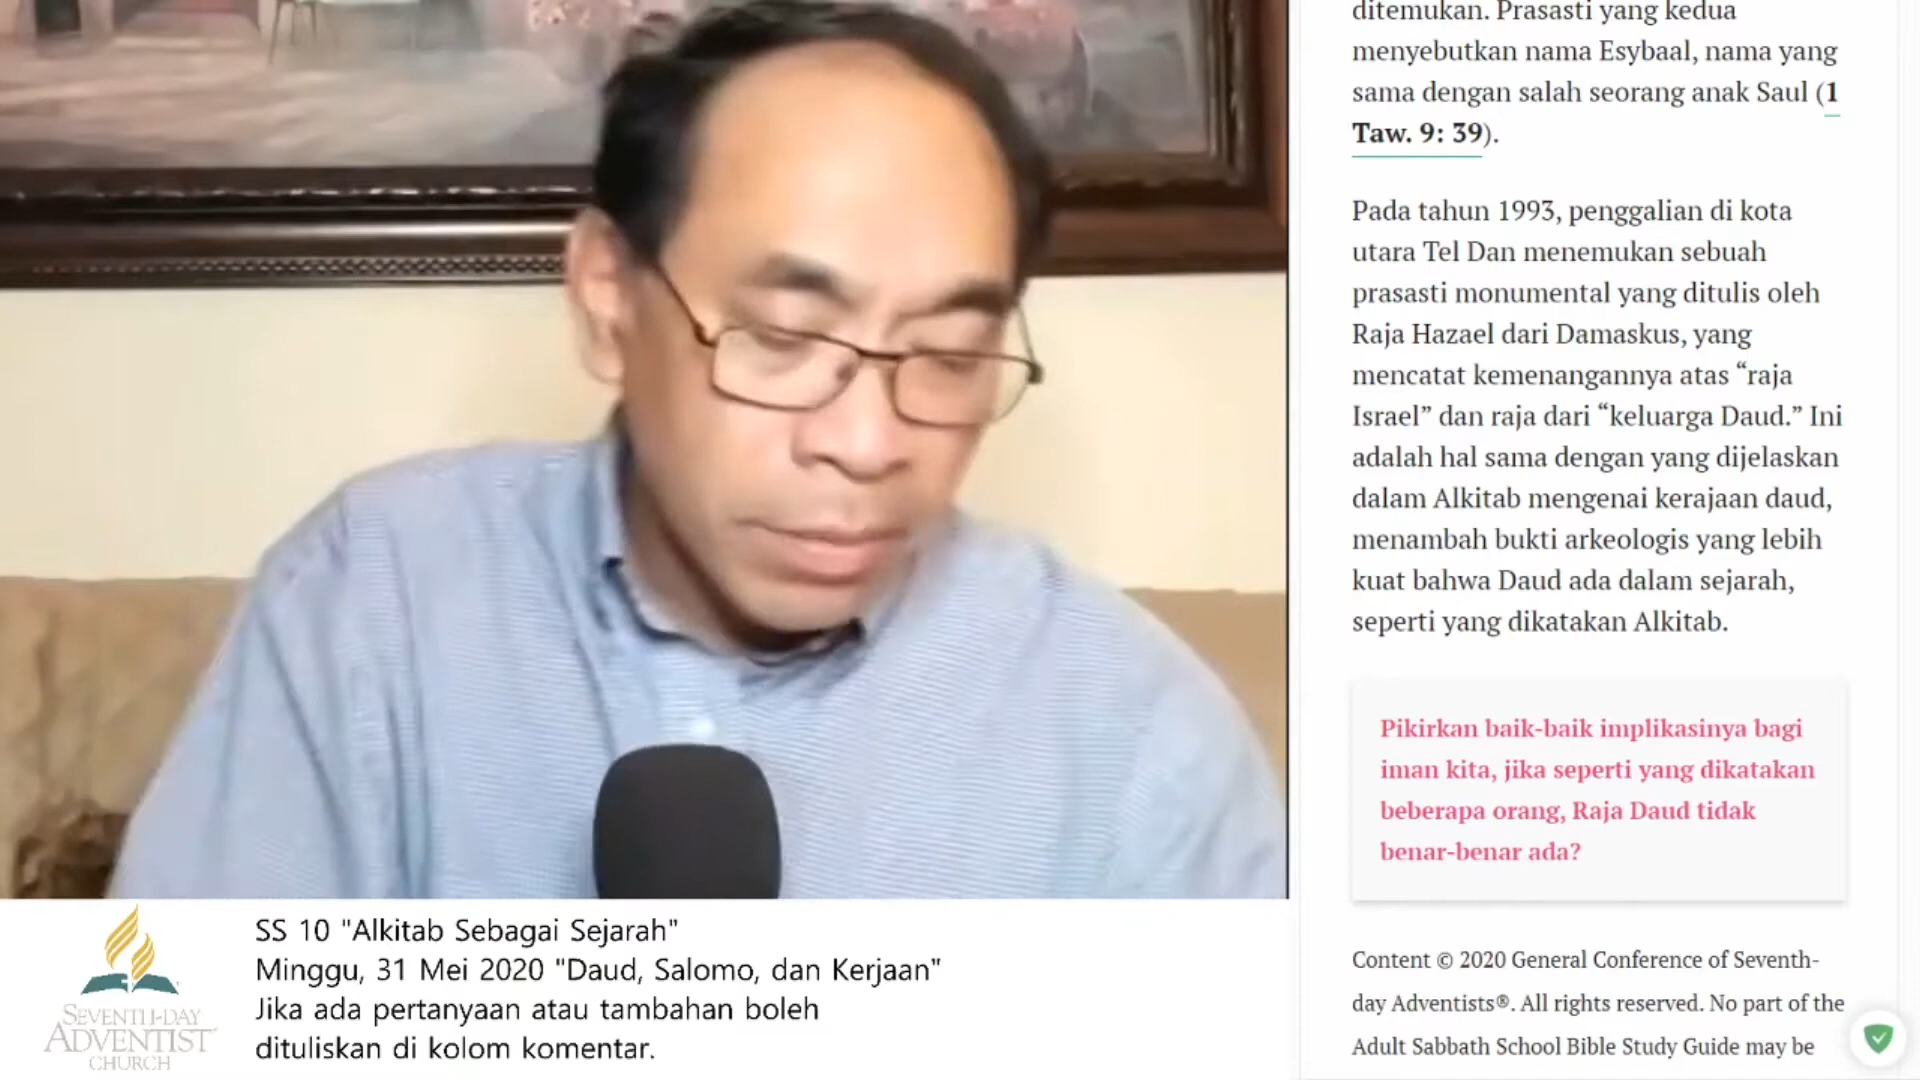 ditemukan. Prasasti yang kedua
menyebutkan nama Esybaal, nama yang
sama dengan salah seorang anak Saul (1
Taw. 9: 39).
Pada tahun 1993, penggalian di kota
utara Tel Dan menemukan sebuah
prasasti monumental yang ditulis oleh
Raja Hazael dari Damaskus, yang
mencatat kemenangannya atas “raja
Israel” dan raja dari “keluarga Daud.” Ini
adalah hal sama dengan yang dijelaskan
dalam Alkitab mengenai kerajaan daud,
menambah bukti arkeologis yang lebih
kuat bahwa Daud ada dalam sejarah,
seperti yang dikatakan Alkitab.
Pikirkan baik-baik implikasinya bagi
iman kita, jika seperti yang dikatakan
beberapa orang, Raja Daud tidak
benar-benar ada?
Content © 2020 General Conference of Seventh-
day Adventists®. All rights reserved. No part of the
Adult Sabbath School Bible Study Guide may be
SS 10 "Alkitab Sebagai Sejarah"
Minggu, 31 Mei 2020 "Daud, Salomo, dan Kerjaan"
Jika ada pertanyaan atau tambahan boleh
dituliskan di kolom komentar.
SEVENTH-DAY
ADVENTIST
CHURCH